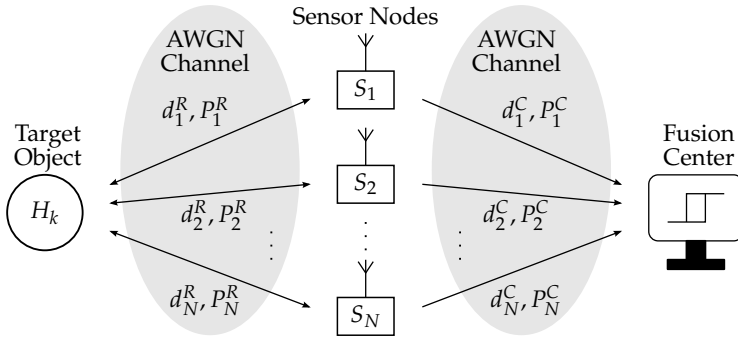 Sensor Nodes
AWGN
Channel
AWGN
Channel
S_1
d_1^R, P_1^R
d_1^C, P_1^C
Target
Object
Fusion
Center
H_k
S_2
d_2^R, P_2^R
d_2^C, P_2^C
S_N
d_N^R, P_N^R
d_N^C, P_N^C